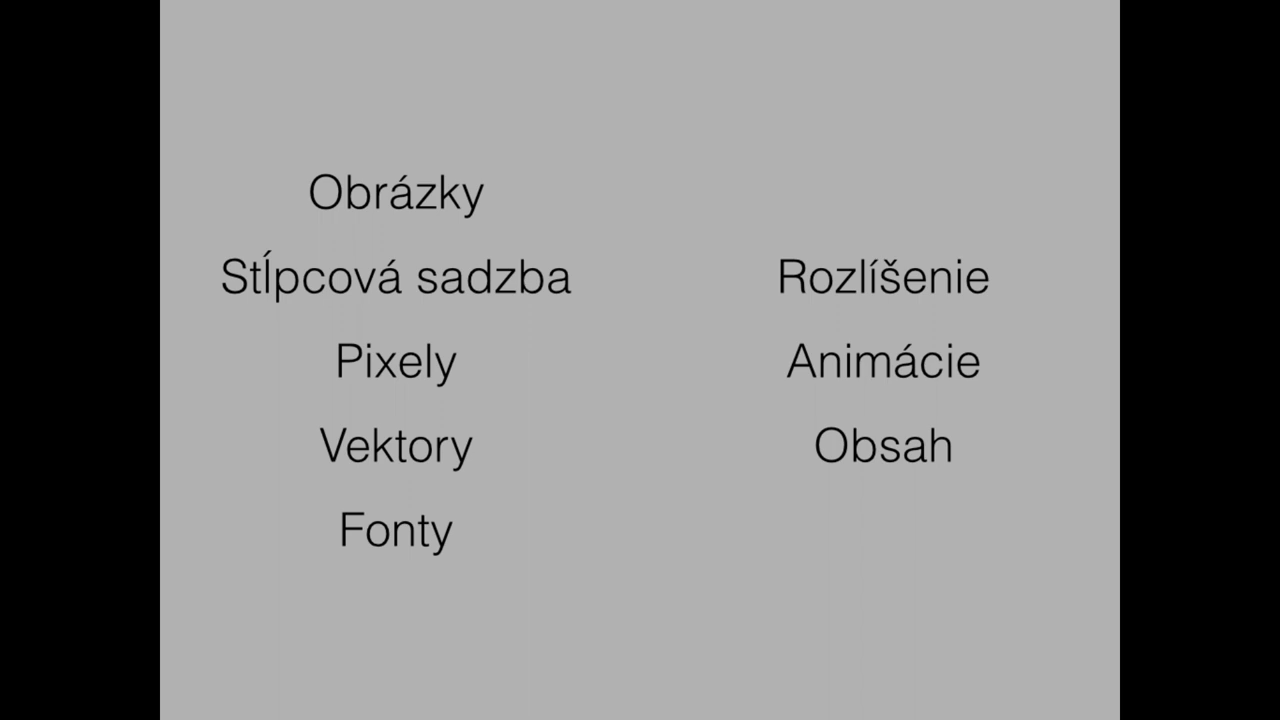 Obrázky
Stĺpcová sadzba
Pixely
Vektory
Fonty
Rozlíšenie
Animácie
Obsah